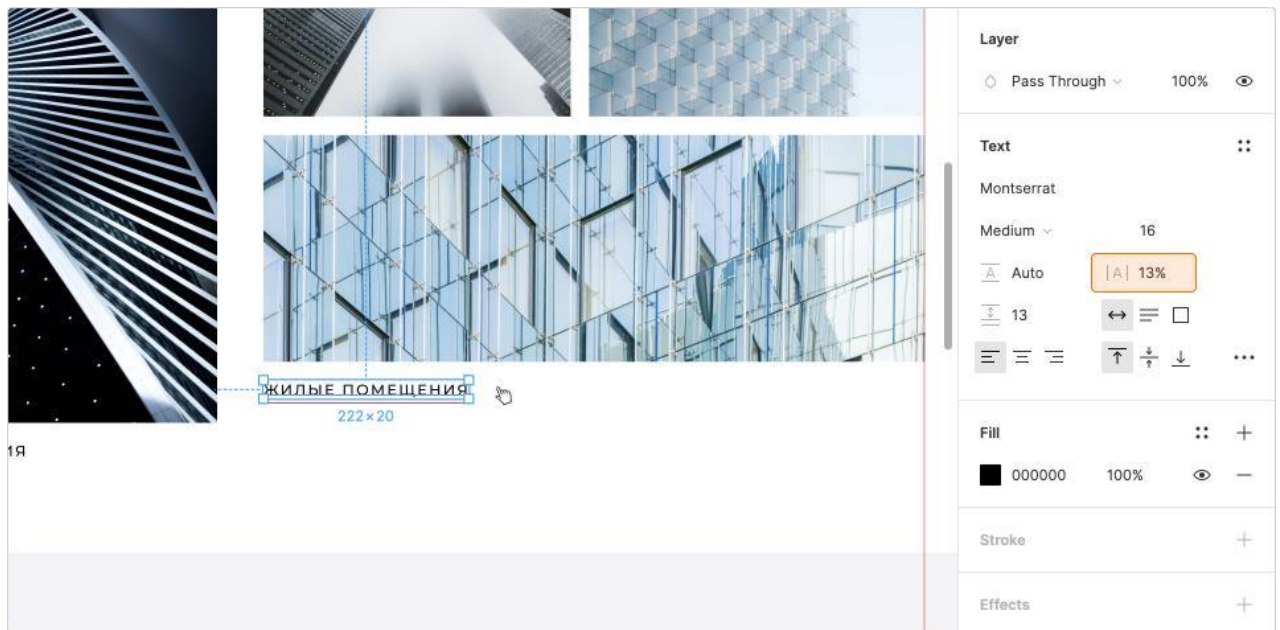 Layer
Pass Through 100%
Text
Montserrat
Medium 16
A Auto |A| 13%
13
ЖИЛЫЕ ПОМЕЩЕНИЯ
222×20
ИЯ
Fill
000000 100%
Stroke
Effects